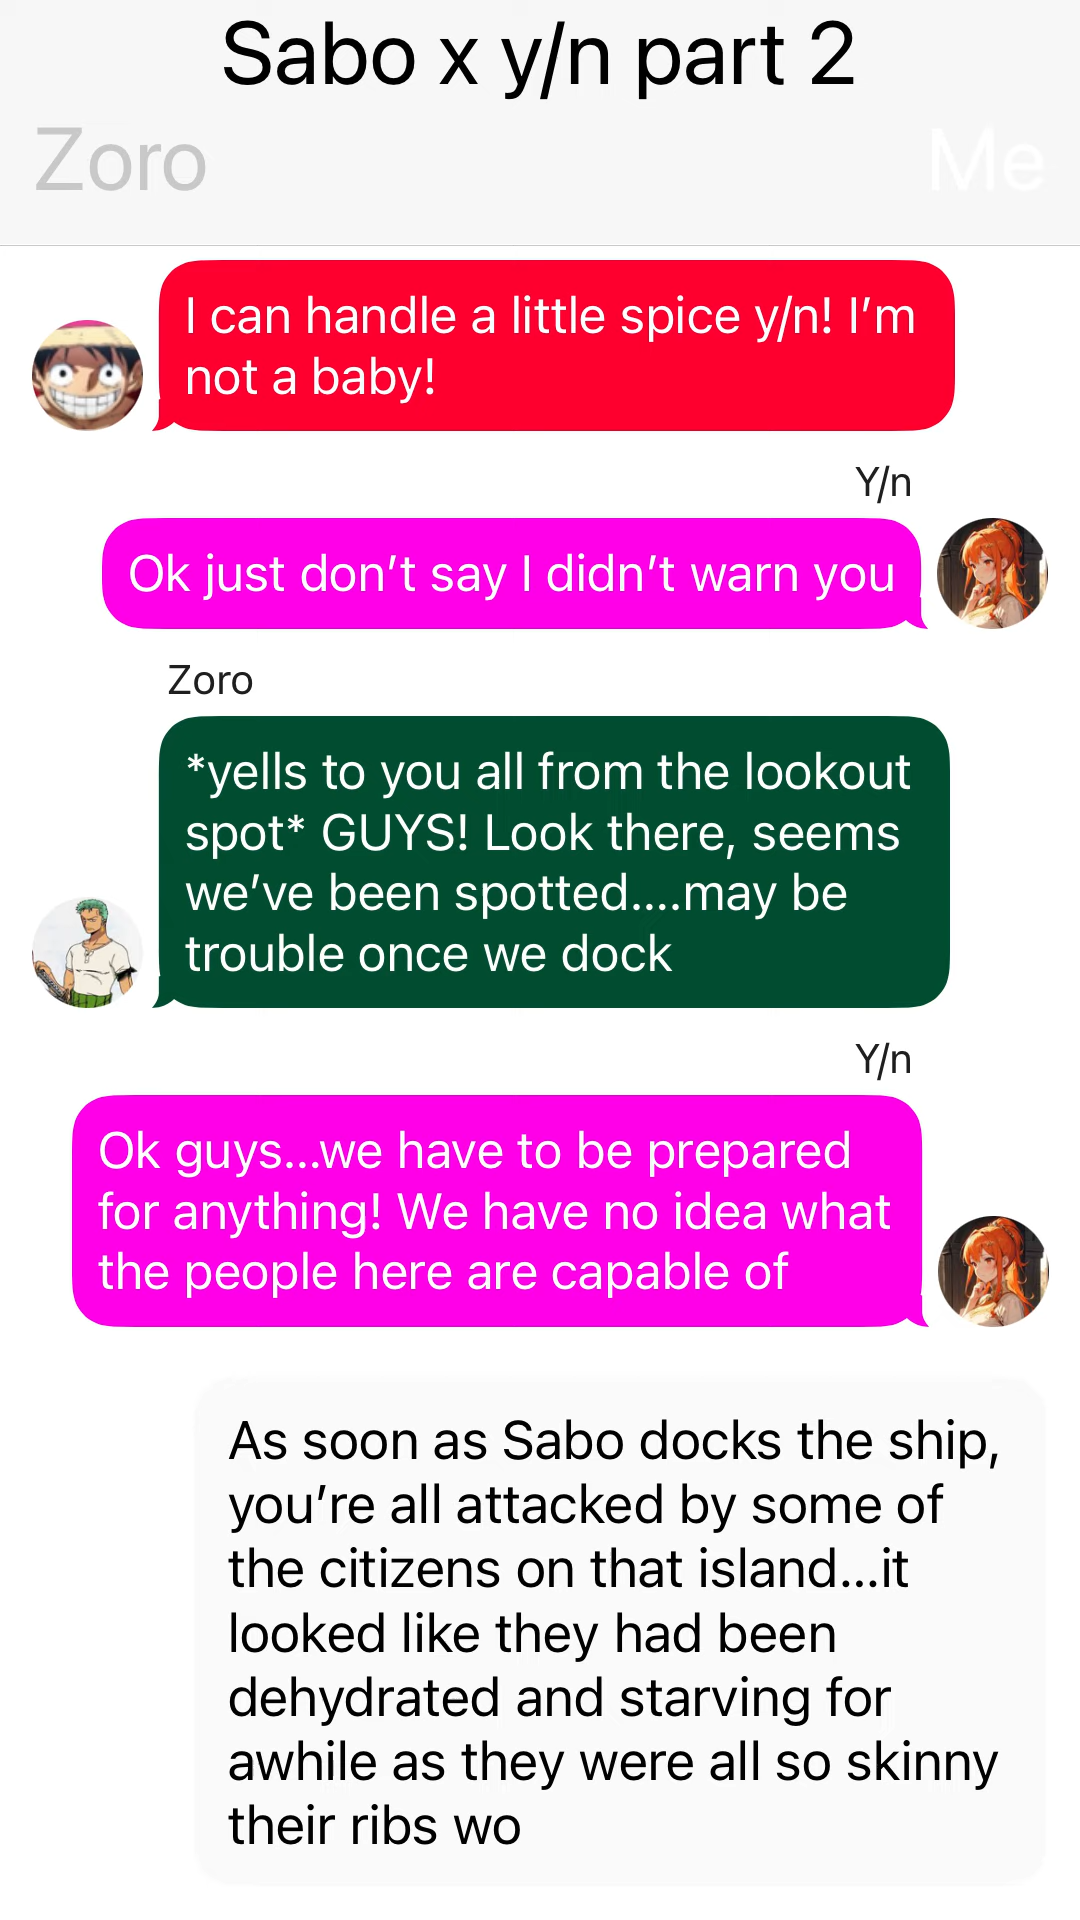 Sabo x y/n part 2
Zoro
Me
I can handle a little spice y/n! I’m
not a baby!
Y/n
Ok just don’t say I didn’t warn you
Zoro
*yells to you all from the lookout
spot* GUYS! Look there, seems
we’ve been spotted....may be
trouble once we dock
Y/n
Ok guys...we have to be prepared
for anything! We have no idea what
the people here are capable of
As soon as Sabo docks the ship,
you’re all attacked by some of
the citizens on that island...it
looked like they had been
dehydrated and starving for
awhile as they were all so skinny
their ribs wo